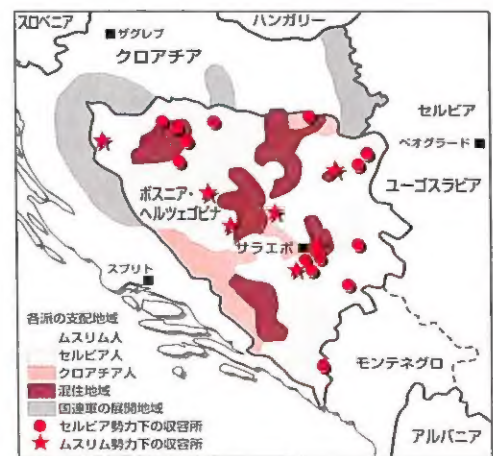 スロベニア
ハンガリー
ザグレブ
クロアチア
セルビア
ベオグラード
ユーゴスラビア
ボスニア・
ヘルツェゴビナ
サラエボ
スプリト
各派の支配地域
ムスリム人
セルビア人
クロアチア人
混住地域
国連軍の展開地域
セルビア勢力下の収容所
ムスリム勢力下の収容所
モンテネグロ
アルバニア